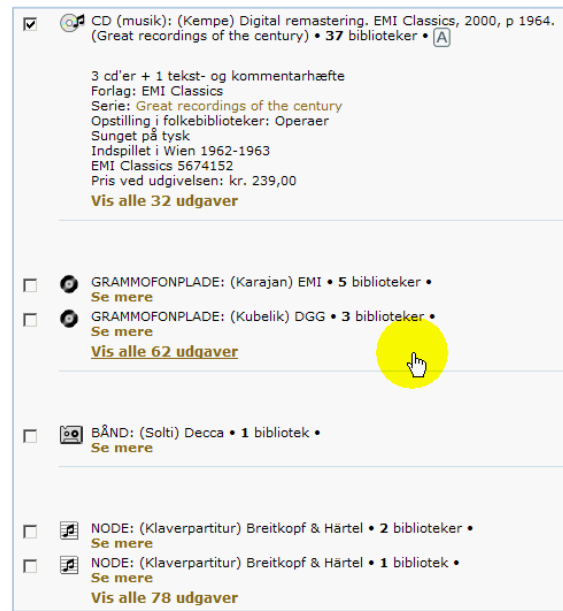 CD (musik): (Kempe) Digital remastering. EMI Classics, 2000, p 1964.
(Great recordings of the century) • 37 biblioteker • A
3 cd'er + 1 tekst- og kommentarhæfte
Forlag: EMI Classics
Serie: Great recordings of the century
Opstilling i folkebiblioteker: Operaer
Sunget på tysk
Indspillet i Wien 1962-1963
EMI Classics 5674152
Pris ved udgivelsen: kr. 239,00
Vis alle 32 udgaver
GRAMMOFONPLADE: (Karajan) EMI • 5 biblioteker •
Se mere
GRAMMOFONPLADE: (Kubelik) DGG • 3 biblioteker •
Se mere
Vis alle 62 udgaver
BÅND: (Solti) Decca • 1 bibliotek •
Se mere
NODE: (Klaverpartitur) Breitkopf & Härtel • 2 biblioteker •
Se mere
NODE: (Klaverpartitur) Breitkopf & Härtel • 1 bibliotek •
Se mere
Vis alle 78 udgaver